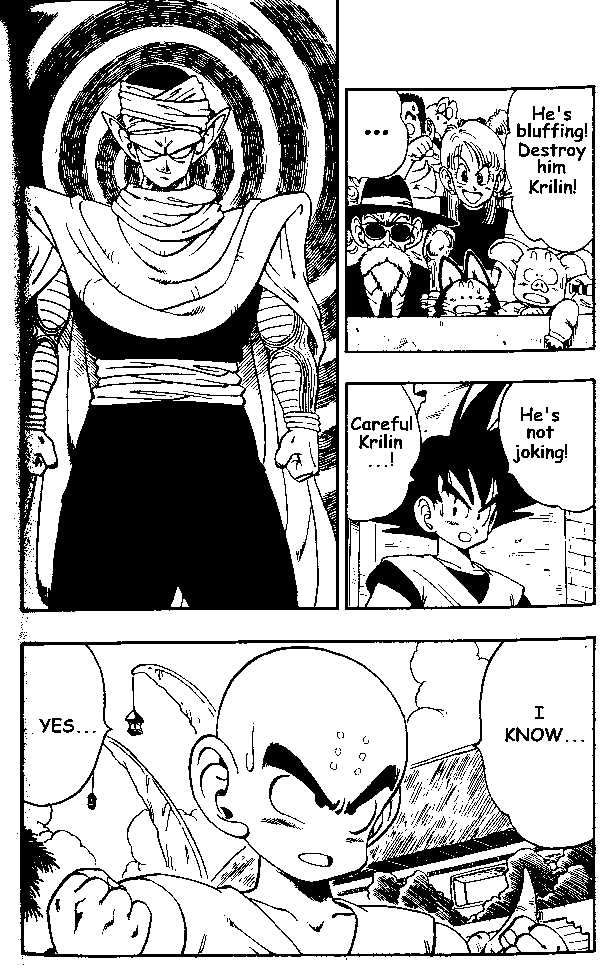 He's
bluffing!
Destroy
him
Krilin!
...
He's
not
joking!
Careful
Krilin
...!
I
KNOW...
YES...